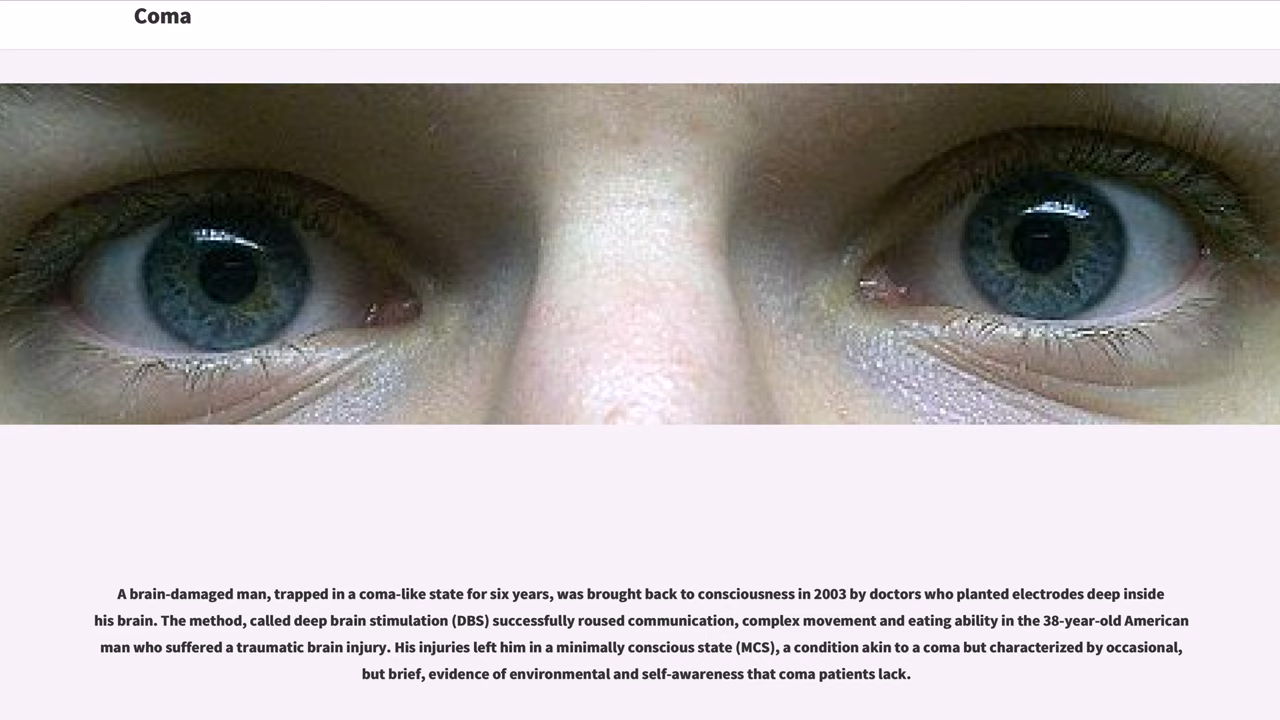 Coma
A brain-damaged man, trapped in a coma-like state for six years, was brought back to consciousness in 2003 by doctors who planted electrodes deep inside
his brain. The method, called deep brain stimulation (DBS) successfully roused communication, complex movement and eating ability in the 38-year-old American
man who suffered a traumatic brain injury. His injuries left him in a minimally conscious state (MCS), a condition akin to a coma but characterized by occasional,
but brief, evidence of environmental and self-awareness that coma patients lack.